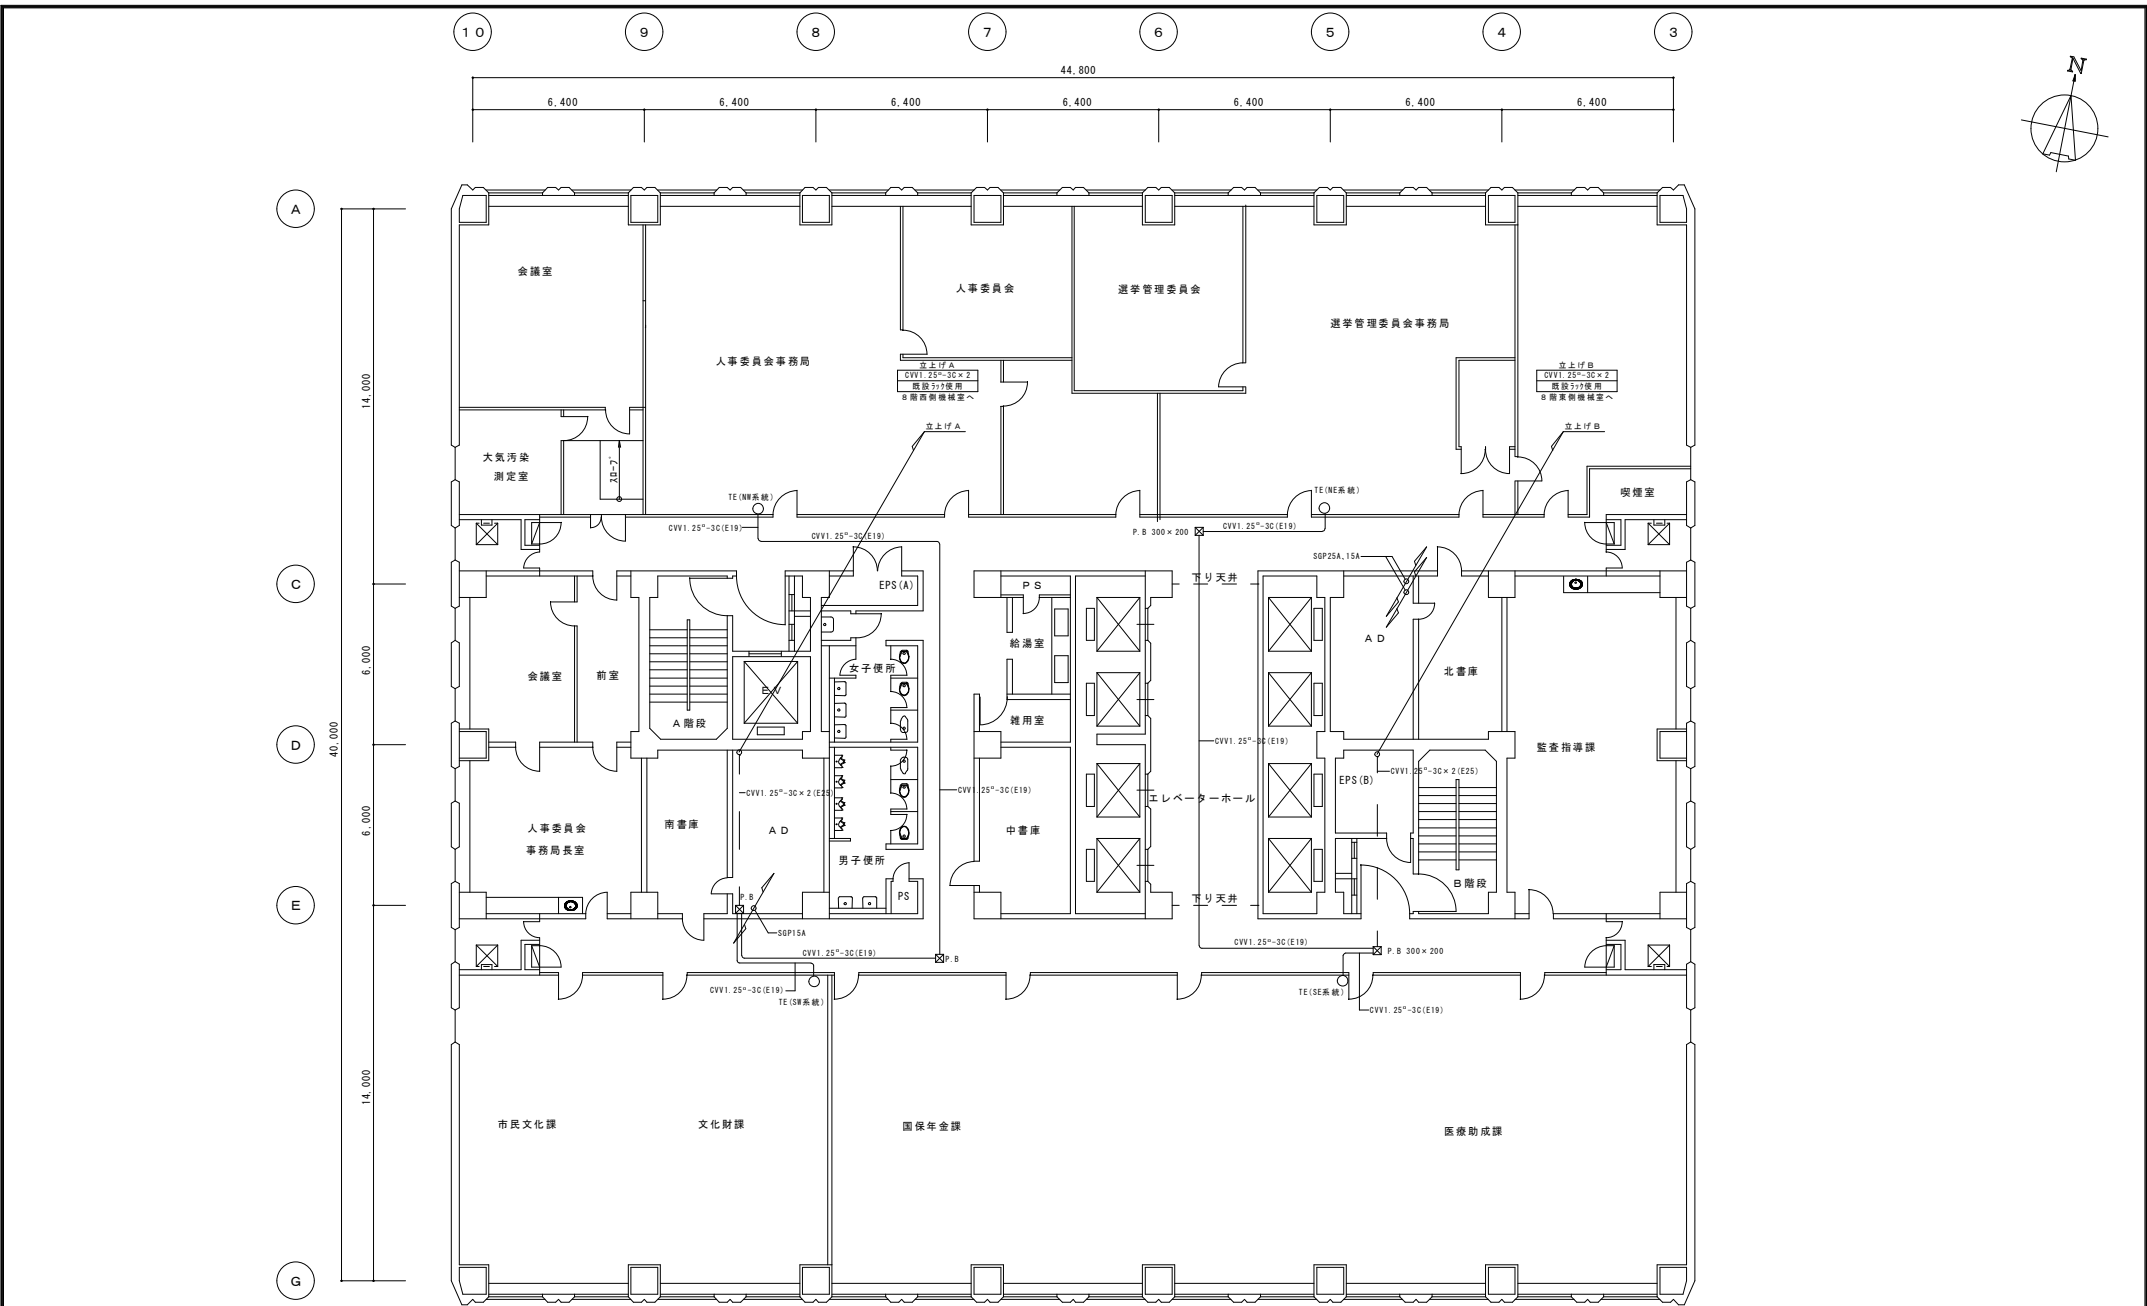 10 9 8 7 6 5 4 3
N
44,800
6,400 6,400 6,400 6,400 6,400 6,400 6,400
A
会議室
人事委員会
選挙管理委員会
選挙管理委員会事務局
人事委員会事務局
立上げA
CVV1.25□-3C×2
既設ﾗｯｸ使用
8階西側機械室へ
立上げB
CVV1.25□-3C×2
既設ﾗｯｸ使用
8階東側機械室へ
14,000
立上げA
立上げB
大気汚染
測定室
ｽﾛｰﾌﾟ
TE(NW系統)
TE(NE系統)
喫煙室
CVV1.25□-3C(E19)
CVV1.25□-3C(E19)
P.B 300×200
CVV1.25□-3C(E19)
SGP25A,15A
C
EPS(A)
PS
下り天井
給湯室
AD
6,000
会議室
前室
女子便所
北書庫
EV
A階段
雑用室
D
40,000
CVV1.25□-3C(E19)
監査指導課
CVV1.25□-3C×2(E25)
EPS(B)
CVV1.25□-3C×2(E25)
CVV1.25□-3C(E19)
エレベーターホール
6,000
人事委員会
事務局長室
南書庫
AD
中書庫
男子便所
B階段
PS
P.B
下り天井
E
SGP15A
CVV1.25□-3C(E19)
P.B
CVV1.25□-3C(E19)
P.B 300×200
CVV1.25□-3C(E19)
TE(SW系統)
TE(SE系統)
CVV1.25□-3C(E19)
14,000
市民文化課
文化財課
国保年金課
医療助成課
G